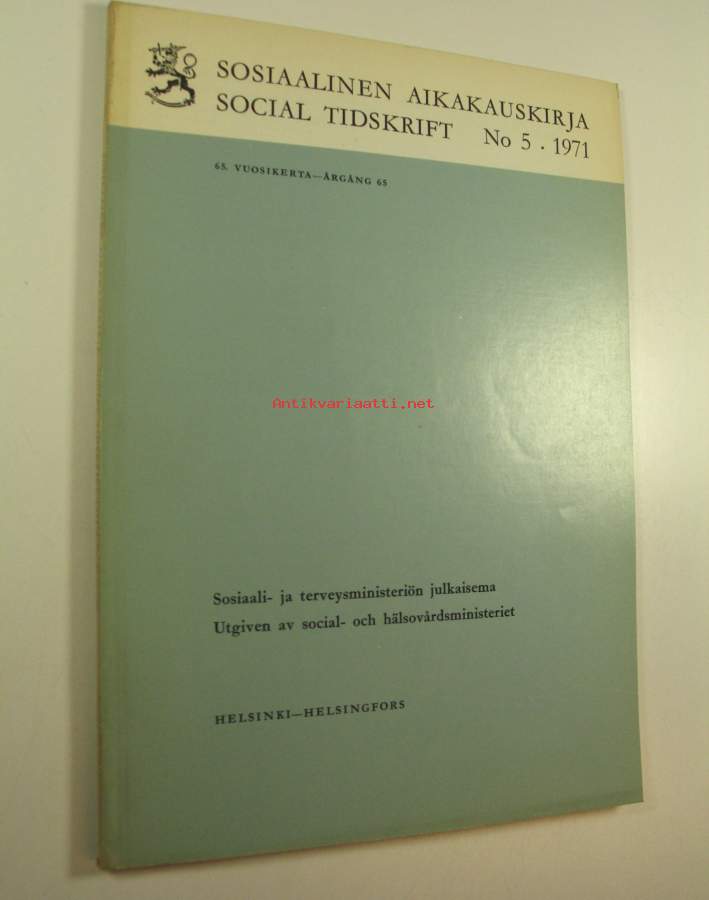 SOSIAALINEN AIKAKAUSKIRJA
SOCIAL TIDSKRIFT No 5 . 1971
65. VUOSIKERTA—ÅRGÅNG 65
Antikvariaatti.net
Sosiaali- ja terveysministeriön julkaisema
Utgiven av social- och hälsovårdsministeriet
HELSINKI—HELSINGFORS